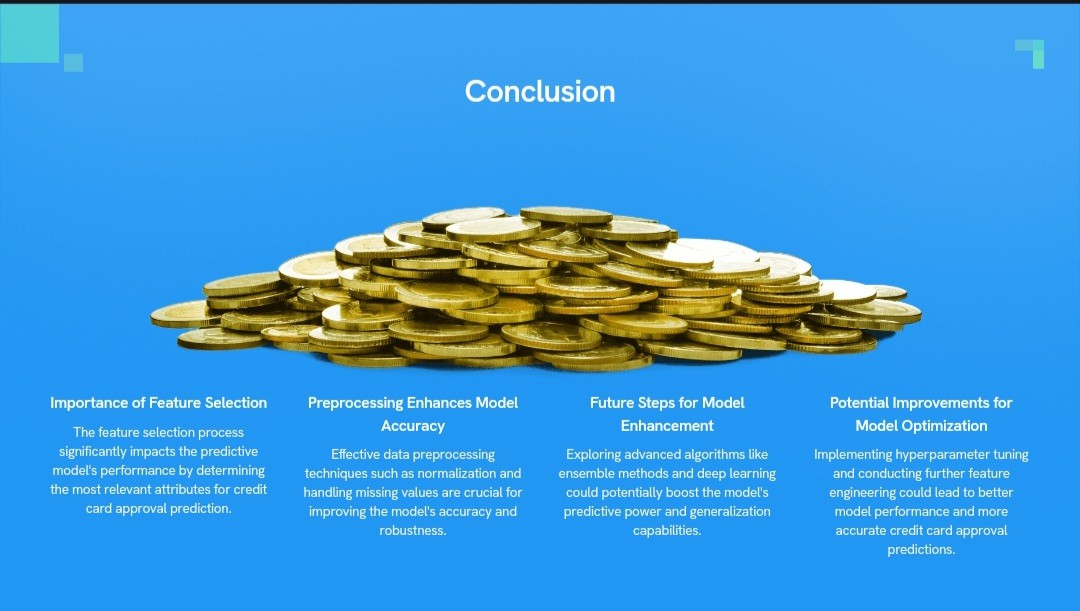 Conclusion
Importance of Feature Selection
The feature selection process
significantly impacts the predictive
model's performance by determining
the most relevant attributes for credit
card approval prediction.
Preprocessing Enhances Model
Accuracy
Effective data preprocessing
techniques such as normalization and
handling missing values are crucial for
improving the model's accuracy and
robustness.
Future Steps for Model
Enhancement
Exploring advanced algorithms like
ensemble methods and deep learning
could potentially boost the model's
predictive power and generalization
capabilities.
Potential Improvements for
Model Optimization
Implementing hyperparameter tuning
and conducting further feature
engineering could lead to better
model performance and more
accurate credit card approval
predictions.